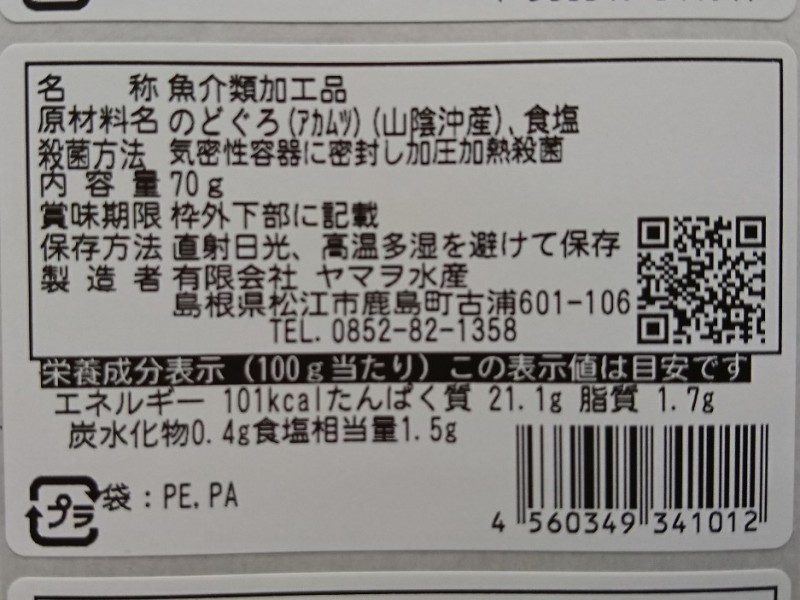 名称 魚介類加工品
原材料名 のどぐろ(アカムツ)(山陰沖産)、食塩
殺菌方法 気密性容器に密封し加圧加熱殺菌
内容量 70g
賞味期限 枠外下部に記載
保存方法 直射日光、高温多湿を避けて保存
製造者 有限会社 ヤマヲ水産
島根県松江市鹿島町古浦601-106
TEL. 0852-82-1358
栄養成分表示(100g当たり)この表示値は目安です
エネルギー 101kcalたんぱく質 21.1g 脂質 1.7g
炭水化物0.4g食塩相当量1.5g
プラ 袋:PE,PA
4 560349 341012